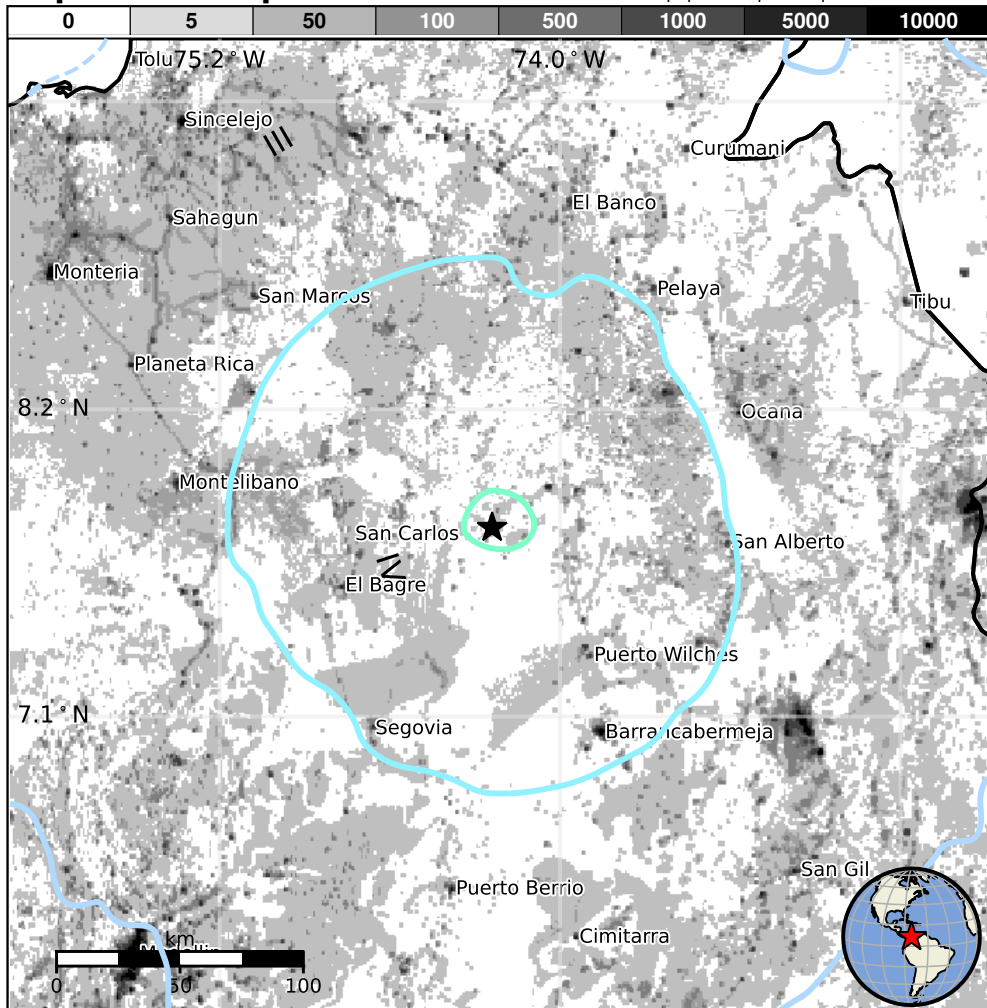 0 5 50 100 500 1000 5000 10000
Tolu 75.2°W 74.0°W
Sincelejo
Curumani
El Banco
Sahagun
Monteria
Pelaya
San Marcos
Tibu
Planeta Rica
8.2°N
Ocana
Montelibano
San Carlos
San Alberto
El Bagre
Puerto Wilches
7.1°N
Segovia
Barrancabermeja
San Gil
Puerto Berrio
Cimitarra
km
Medellin
0 50 100